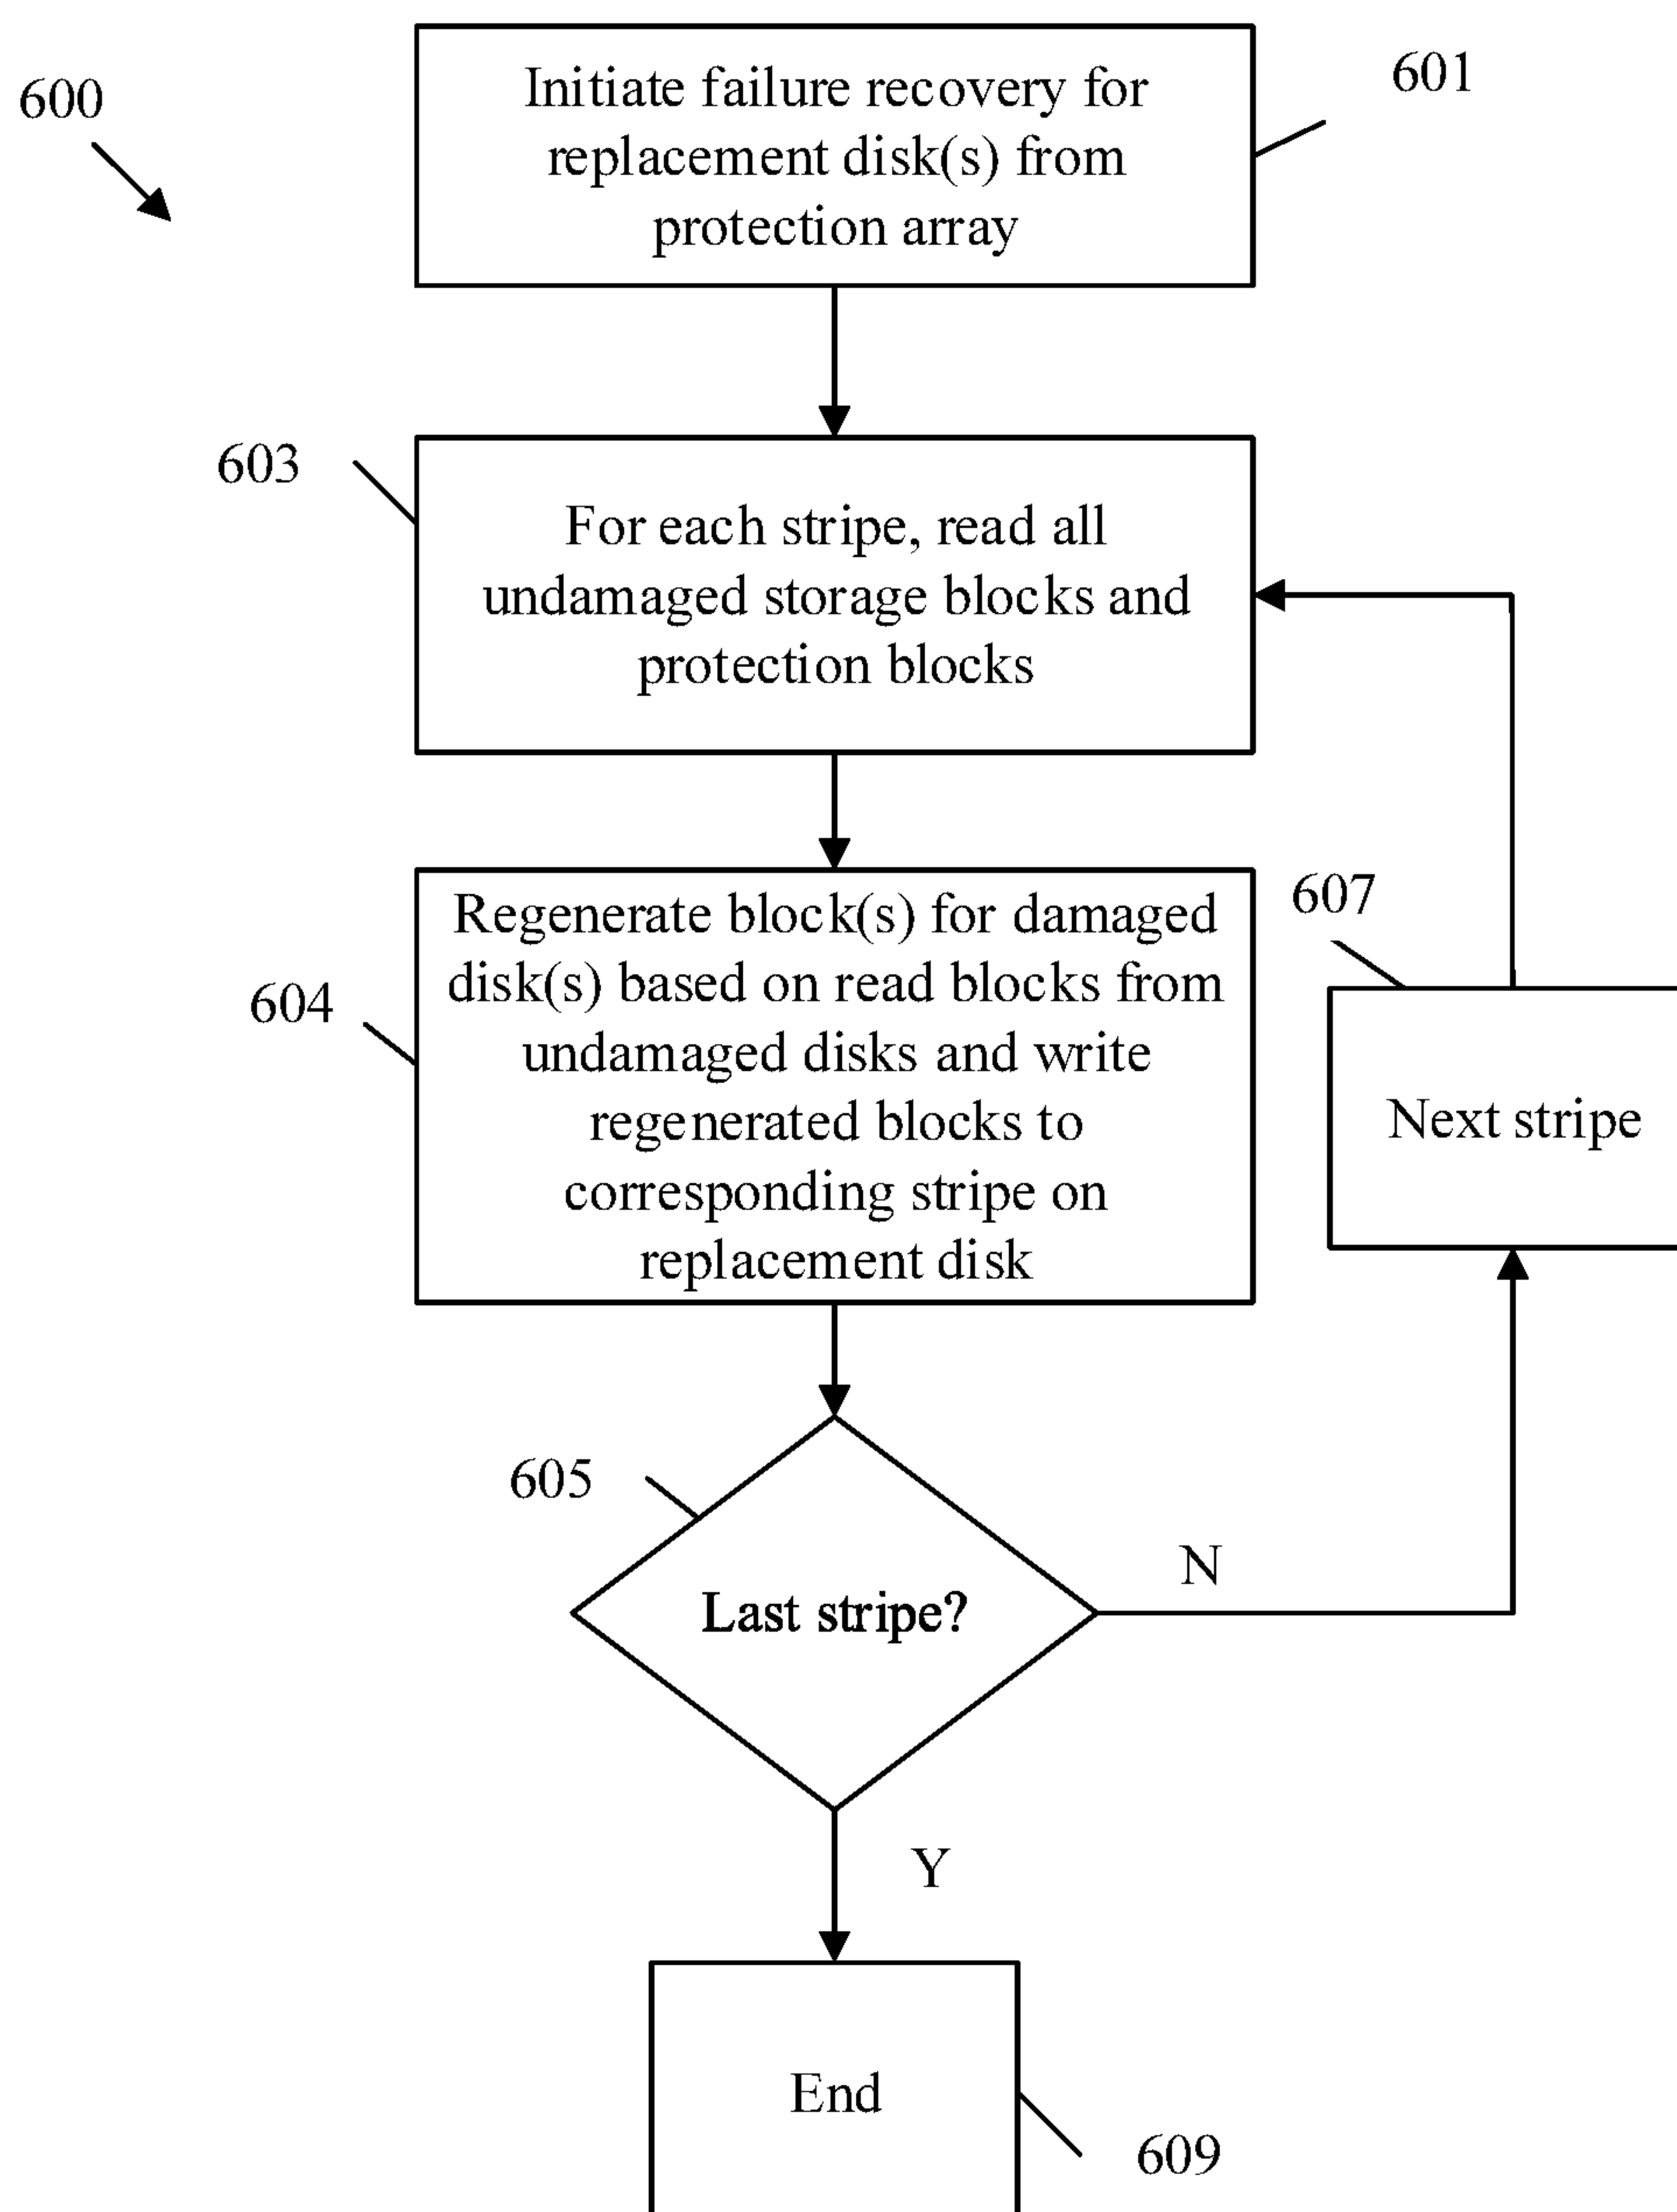 600
Initiate failure recovery for
replacement disk(s) from
protection array
601
603
For each stripe, read all
undamaged storage blocks and
protection blocks
604
Regenerate block(s) for damaged
disk(s) based on read blocks from
undamaged disks and write
regenerated blocks to
corresponding stripe on
replacement disk
607
Next stripe
605
Last stripe?
N
Y
End
609